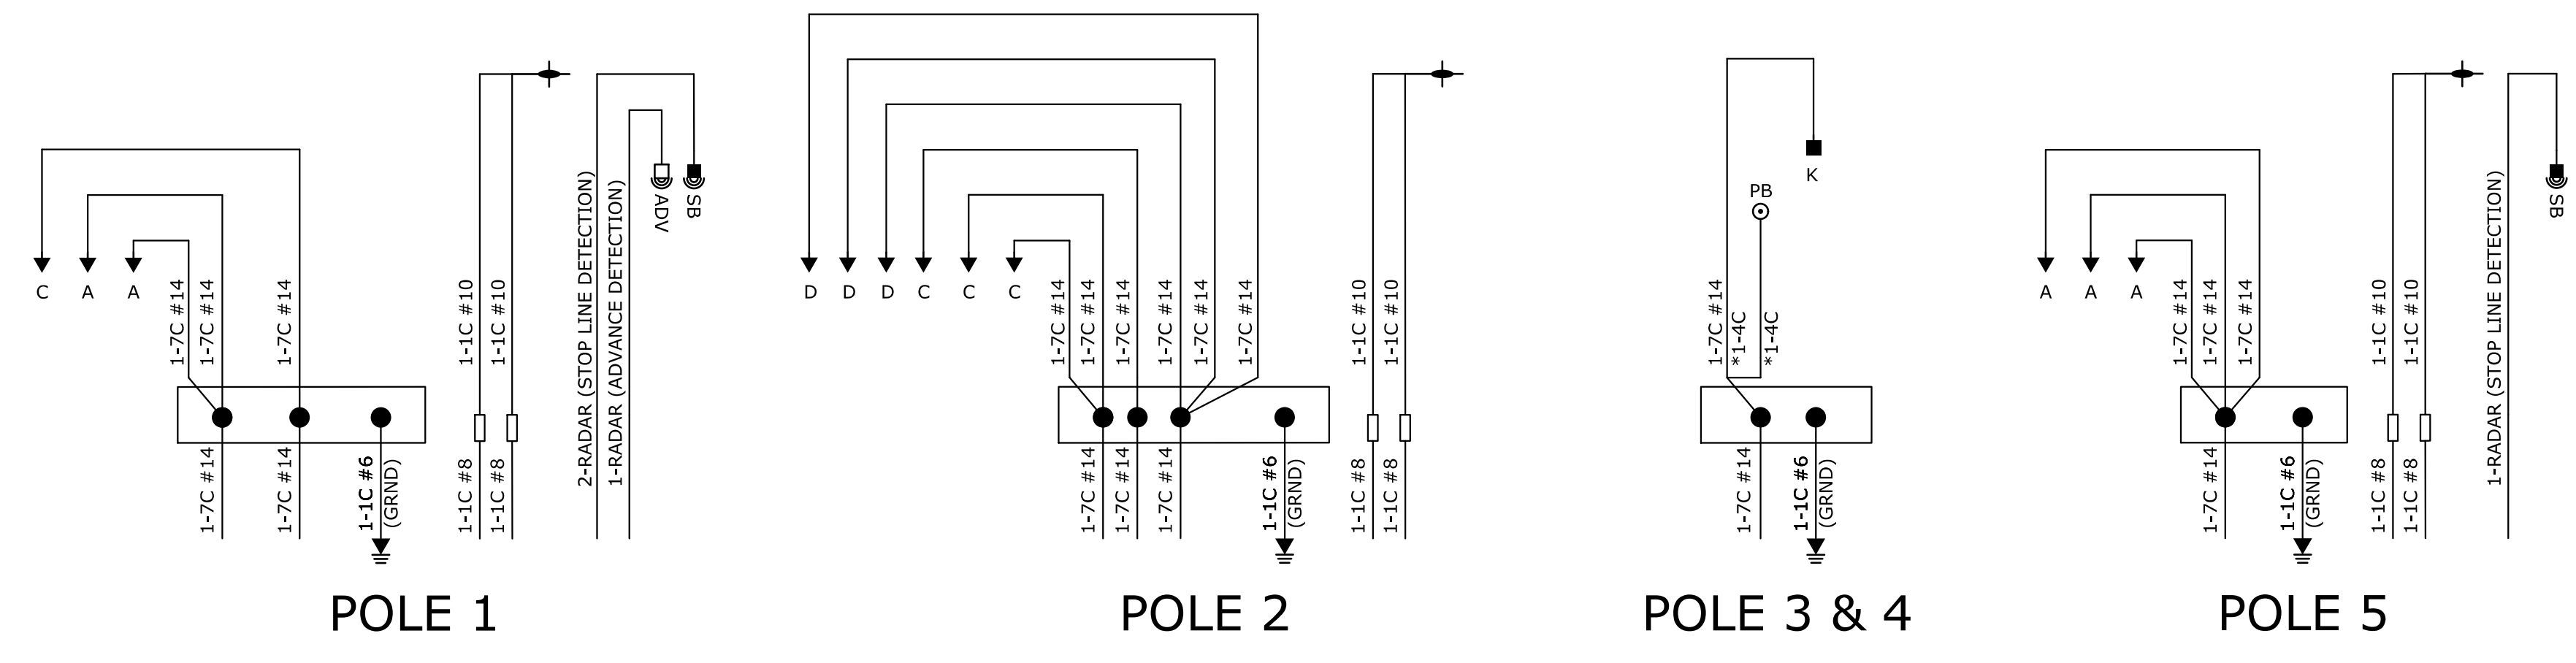 C
A
A
1-7C #14
1-7C #14
1-7C #14
1-7C #14
1-7C #14
1-1C #6
(GRND)
1-1C #10
1-1C #10
1-1C #8
1-1C #8
2-RADAR (STOP LINE DETECTION)
1-RADAR (ADVANCE DETECTION)
ADV
SB
POLE 1
D
D
D
C
C
C
1-7C #14
1-7C #14
1-7C #14
1-7C #14
1-7C #14
1-7C #14
1-7C #14
1-7C #14
1-7C #14
1-1C #6
(GRND)
1-1C #10
1-1C #10
1-1C #8
1-1C #8
POLE 2
K
PB
1-7C #14
*1-4C
*1-4C
1-7C #14
1-1C #6
(GRND)
POLE 3 & 4
A
A
A
1-7C #14
1-7C #14
1-7C #14
1-7C #14
1-1C #6
(GRND)
1-1C #10
1-1C #10
1-1C #8
1-1C #8
1-RADAR (STOP LINE DETECTION)
SB
POLE 5